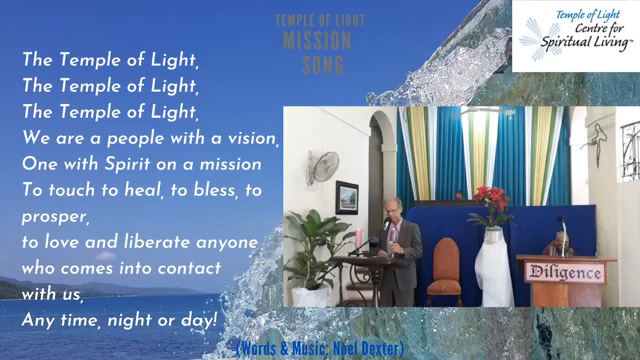 TEMPLE OF LIGHT
MISSION
SONG
Temple of Light
Centre for
Spiritual Living™
The Temple of Light,
The Temple of Light,
The Temple of Light,
We are a people with a vision,
One with Spirit on a mission
To touch to heal, to bless, to
prosper,
to love and liberate anyone
who comes into contact
with us,
Any time, night or day!
Diligence
(Words & Music: Noel Dexter)